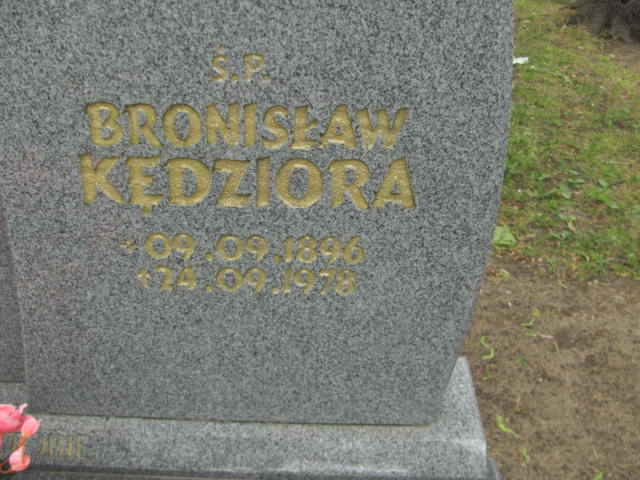 Ś.P.
BRONISŁAW
KĘDZIORA
* 09.09.1896
† 24.09.1978